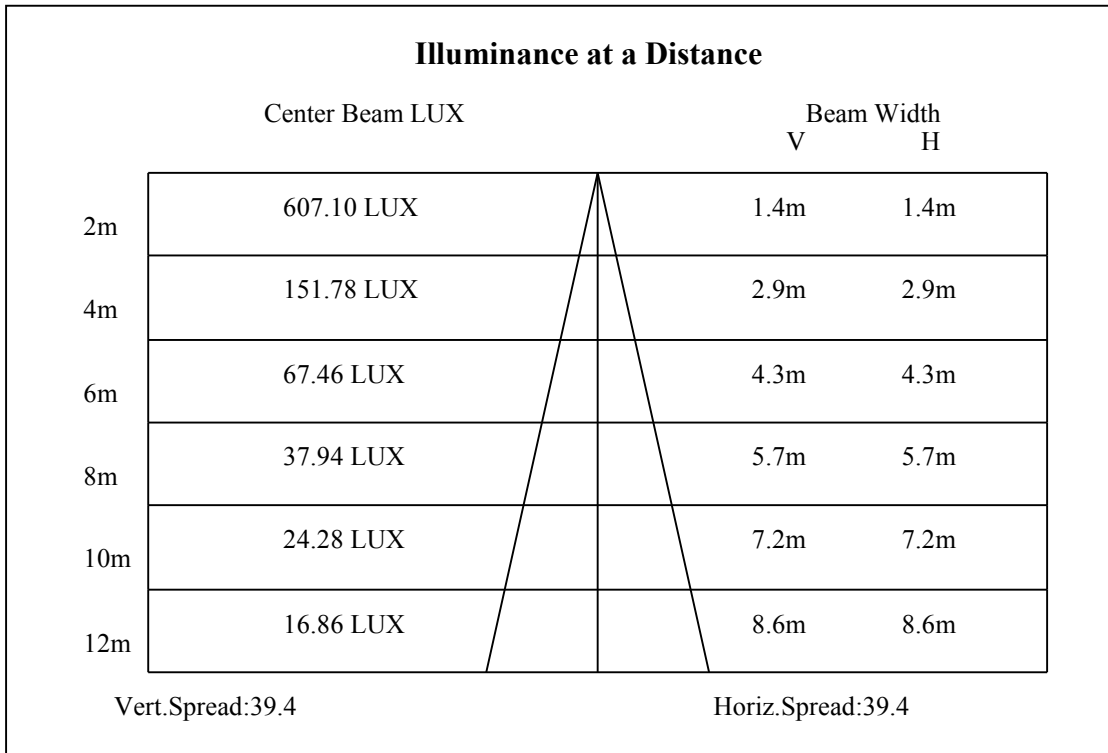 Illuminance at a Distance
Center Beam LUX Beam Width
V H
2m 607.10 LUX 1.4m 1.4m
4m 151.78 LUX 2.9m 2.9m
6m 67.46 LUX 4.3m 4.3m
8m 37.94 LUX 5.7m 5.7m
10m 24.28 LUX 7.2m 7.2m
12m 16.86 LUX 8.6m 8.6m
Vert.Spread:39.4 Horiz.Spread:39.4